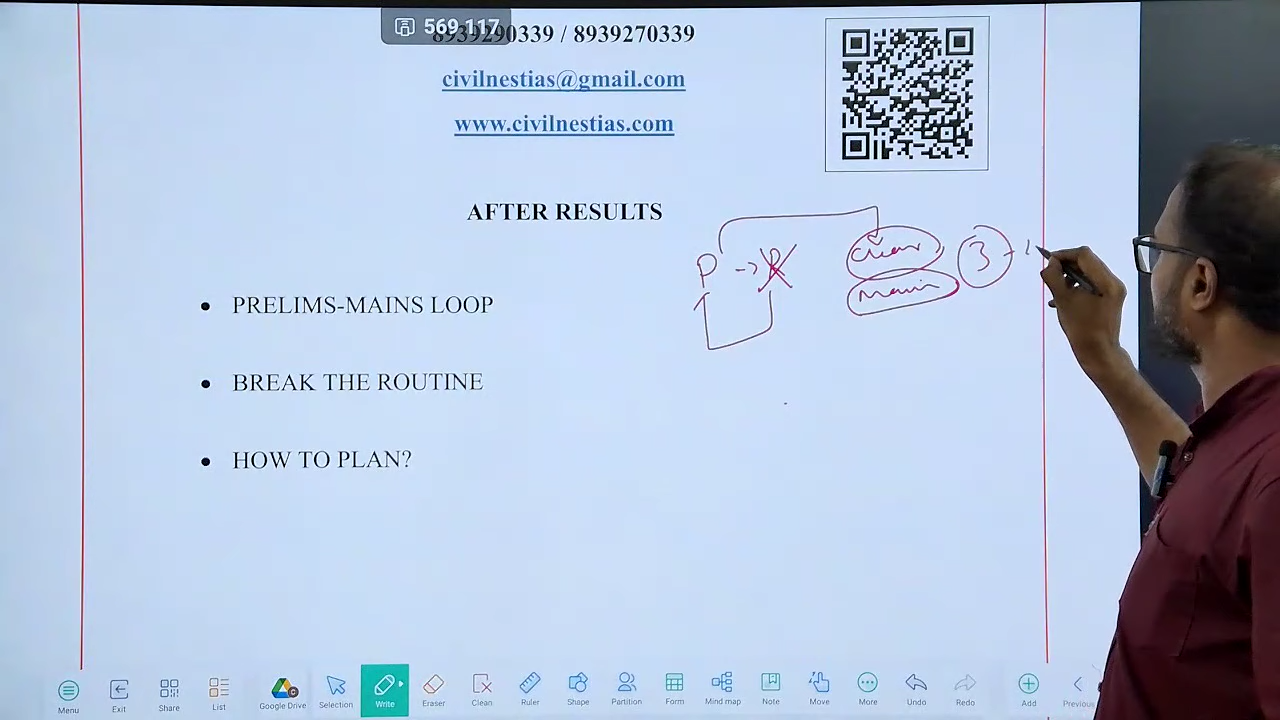 569,117
8939290339 / 8939270339
civilnestias@gmail.com
www.civilnestias.com
AFTER RESULTS
P → R clear, 3 -
main
• PRELIMS-MAINS LOOP
• BREAK THE ROUTINE
• HOW TO PLAN?
Menu Exit Share List Google Drive Selection Write Eraser Clean Ruler Shape Partition Form Mind map Note Move More Undo Redo Add Previous